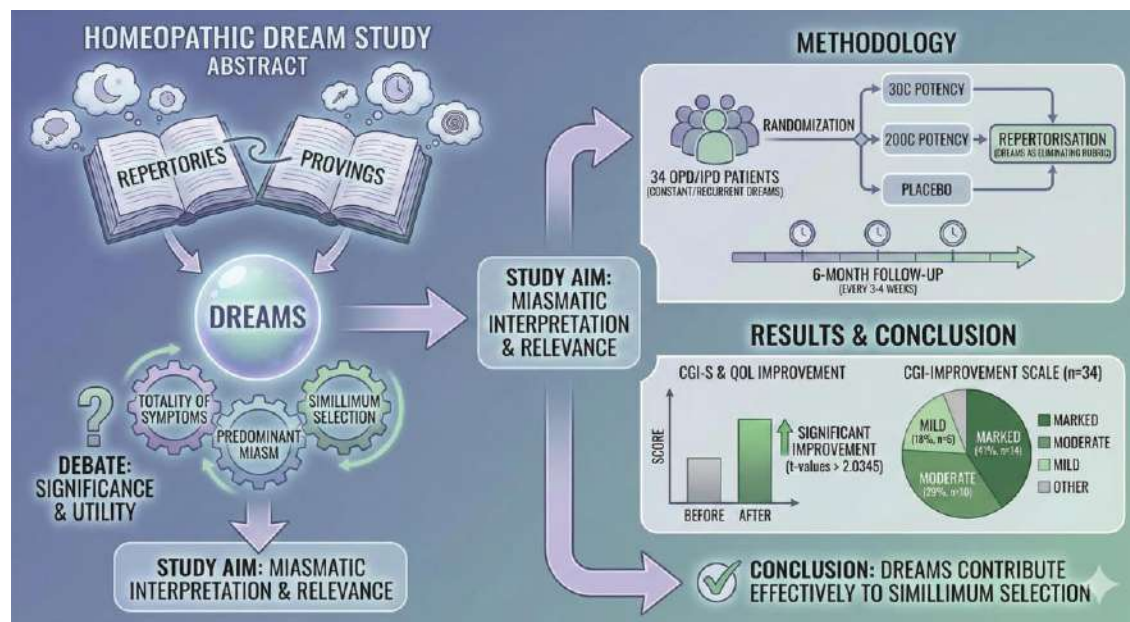 HOMEOPATHIC DREAM STUDY
ABSTRACT
REPERTORIES
PROVINGS
DREAMS
TOTALITY OF
SYMPTOMS
PREDOMINANT
MIASM
SIMILLIMUM
SELECTION
?
DEBATE:
SIGNIFICANCE
& UTILITY
STUDY AIM: MIASMATIC
INTERPRETATION & RELEVANCE
STUDY AIM:
MIASMATIC
INTERPRETATION
& RELEVANCE
METHODOLOGY
34 OPD/IPD PATIENTS
(CONSTANT/RECURRENT DREAMS)
RANDOMIZATION
30C POTENCY
200C POTENCY
PLACEBO
REPERTORISATION
(DREAMS AS ELIMINATING RUBRIC)
6-MONTH FOLLOW-UP
(EVERY 3-4 WEEKS)
RESULTS & CONCLUSION
CGI-S & QOL IMPROVEMENT
SCORE
BEFORE
AFTER
SIGNIFICANT
IMPROVEMENT
(t-values > 2.0345)
CGI-IMPROVEMENT SCALE (n=34)
MILD
(18%, n=6)
MARKED
(41%, n=14)
MODERATE
(29%, n=10)
MARKED
MODERATE
MILD
OTHER
CONCLUSION: DREAMS CONTRIBUTE
EFFECTIVELY TO SIMILLIMUM SELECTION